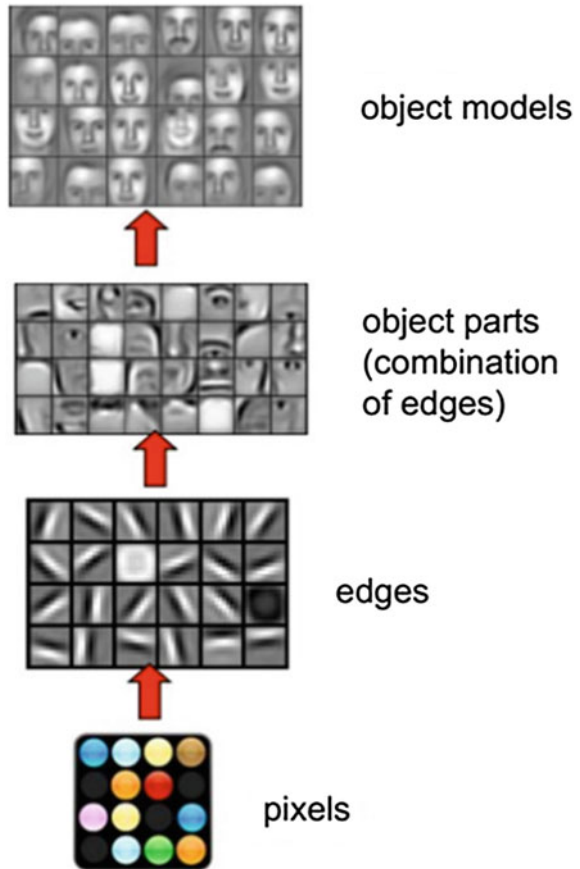 object models
object parts
(combination
of edges)
edges
pixels